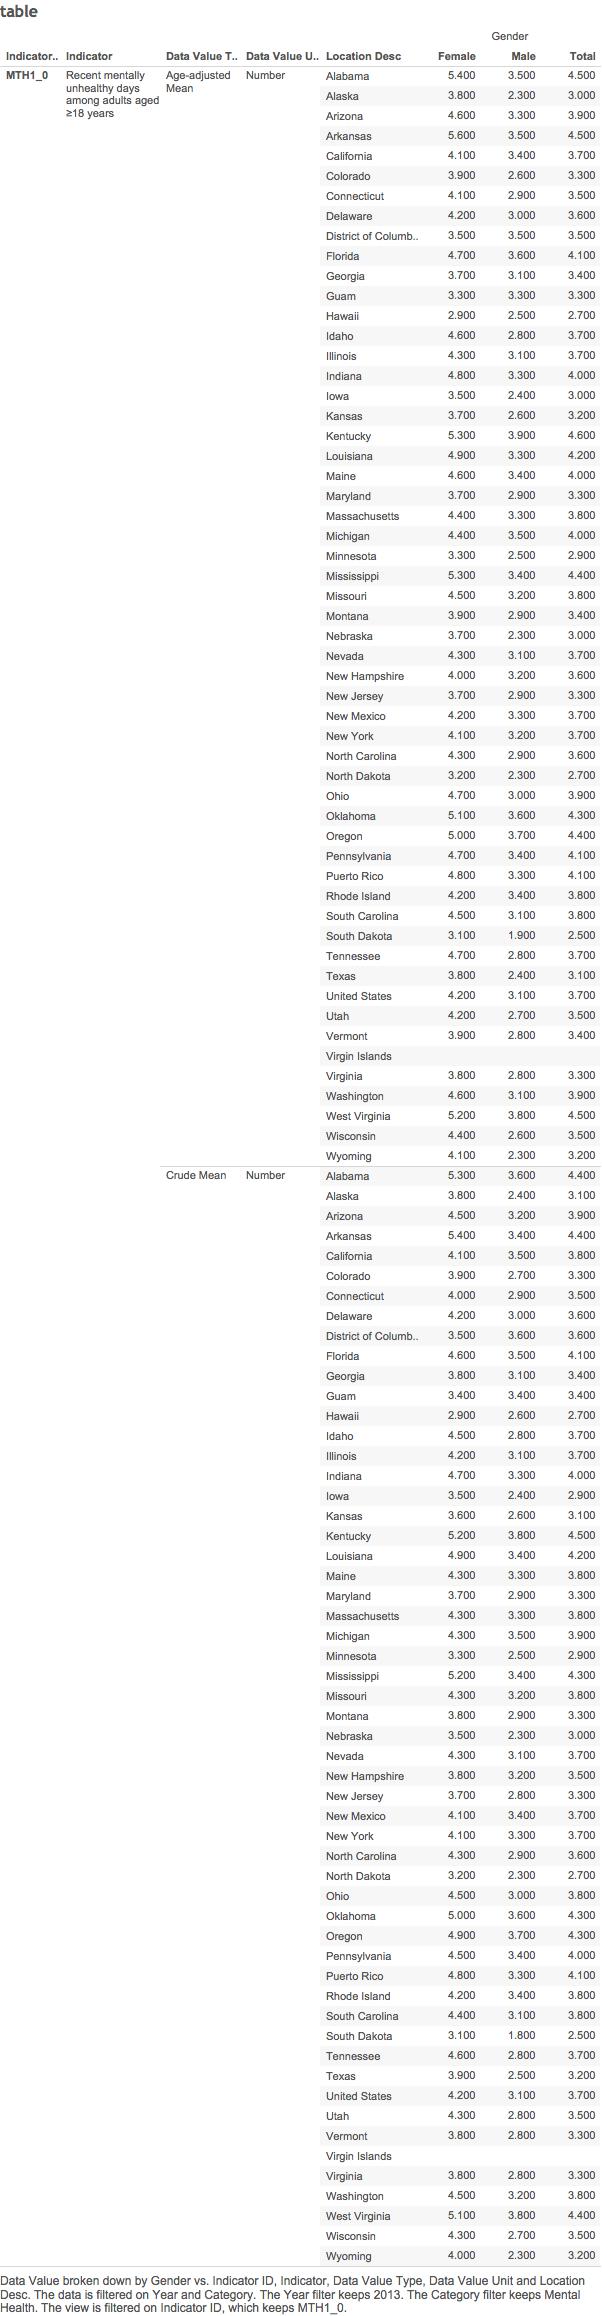 table
Gender
Indicator.. Indicator Data Value T.. Data Value U.. Location Desc Female Male Total
MTH1_0 Recent mentally Age-adjusted Number Alabama 5.400 3.500 4.500
unhealthy days Mean Alaska 3.800 2.300 3.000
among adults aged
≥18 years Arizona 4.600 3.300 3.900
Arkansas 5.600 3.500 4.500
California 4.100 3.400 3.700
Colorado 3.900 2.600 3.300
Connecticut 4.100 2.900 3.500
Delaware 4.200 3.000 3.600
District of Columb.. 3.500 3.500 3.500
Florida 4.700 3.600 4.100
Georgia 3.700 3.100 3.400
Guam 3.300 3.300 3.300
Hawaii 2.900 2.500 2.700
Idaho 4.600 2.800 3.700
Illinois 4.300 3.100 3.700
Indiana 4.800 3.300 4.000
Iowa 3.500 2.400 3.000
Kansas 3.700 2.600 3.200
Kentucky 5.300 3.900 4.600
Louisiana 4.900 3.300 4.200
Maine 4.600 3.400 4.000
Maryland 3.700 2.900 3.300
Massachusetts 4.400 3.300 3.800
Michigan 4.400 3.500 4.000
Minnesota 3.300 2.500 2.900
Mississippi 5.300 3.400 4.400
Missouri 4.500 3.200 3.800
Montana 3.900 2.900 3.400
Nebraska 3.700 2.300 3.000
Nevada 4.300 3.100 3.700
New Hampshire 4.000 3.200 3.600
New Jersey 3.700 2.900 3.300
New Mexico 4.200 3.300 3.700
New York 4.100 3.200 3.700
North Carolina 4.300 2.900 3.600
North Dakota 3.200 2.300 2.700
Ohio 4.700 3.000 3.900
Oklahoma 5.100 3.600 4.300
Oregon 5.000 3.700 4.400
Pennsylvania 4.700 3.400 4.100
Puerto Rico 4.800 3.300 4.100
Rhode Island 4.200 3.400 3.800
South Carolina 4.500 3.100 3.800
South Dakota 3.100 1.900 2.500
Tennessee 4.700 2.800 3.700
Texas 3.800 2.400 3.100
United States 4.200 3.100 3.700
Utah 4.200 2.700 3.500
Vermont 3.900 2.800 3.400
Virgin Islands
Virginia 3.800 2.800 3.300
Washington 4.600 3.100 3.900
West Virginia 5.200 3.800 4.500
Wisconsin 4.400 2.600 3.500
Wyoming 4.100 2.300 3.200
Crude Mean Number Alabama 5.300 3.600 4.400
Alaska 3.800 2.400 3.100
Arizona 4.500 3.200 3.900
Arkansas 5.400 3.400 4.400
California 4.100 3.500 3.800
Colorado 3.900 2.700 3.300
Connecticut 4.000 2.900 3.500
Delaware 4.200 3.000 3.600
District of Columb.. 3.500 3.600 3.600
Florida 4.600 3.500 4.100
Georgia 3.800 3.100 3.400
Guam 3.400 3.400 3.400
Hawaii 2.900 2.600 2.700
Idaho 4.500 2.800 3.700
Illinois 4.200 3.100 3.700
Indiana 4.700 3.300 4.000
Iowa 3.500 2.400 2.900
Kansas 3.600 2.600 3.100
Kentucky 5.200 3.800 4.500
Louisiana 4.900 3.400 4.200
Maine 4.300 3.300 3.800
Maryland 3.700 2.900 3.300
Massachusetts 4.300 3.300 3.800
Michigan 4.300 3.500 3.900
Minnesota 3.300 2.500 2.900
Mississippi 5.200 3.400 4.300
Missouri 4.300 3.200 3.800
Montana 3.800 2.900 3.300
Nebraska 3.500 2.300 3.000
Nevada 4.300 3.100 3.700
New Hampshire 3.800 3.200 3.500
New Jersey 3.700 2.800 3.300
New Mexico 4.100 3.400 3.700
New York 4.100 3.300 3.700
North Carolina 4.300 2.900 3.600
North Dakota 3.200 2.300 2.700
Ohio 4.500 3.000 3.800
Oklahoma 5.000 3.600 4.300
Oregon 4.900 3.700 4.300
Pennsylvania 4.500 3.400 4.000
Puerto Rico 4.800 3.300 4.100
Rhode Island 4.200 3.400 3.800
South Carolina 4.400 3.100 3.800
South Dakota 3.100 1.800 2.500
Tennessee 4.600 2.800 3.700
Texas 3.900 2.500 3.200
United States 4.200 3.100 3.700
Utah 4.300 2.800 3.500
Vermont 3.800 2.800 3.300
Virgin Islands
Virginia 3.800 2.800 3.300
Washington 4.500 3.200 3.800
West Virginia 5.100 3.800 4.400
Wisconsin 4.300 2.700 3.500
Wyoming 4.000 2.300 3.200
Data Value broken down by Gender vs. Indicator ID, Indicator, Data Value Type, Data Value Unit and Location
Desc. The data is filtered on Year and Category. The Year filter keeps 2013. The Category filter keeps Mental
Health. The view is filtered on Indicator ID, which keeps MTH1_0.